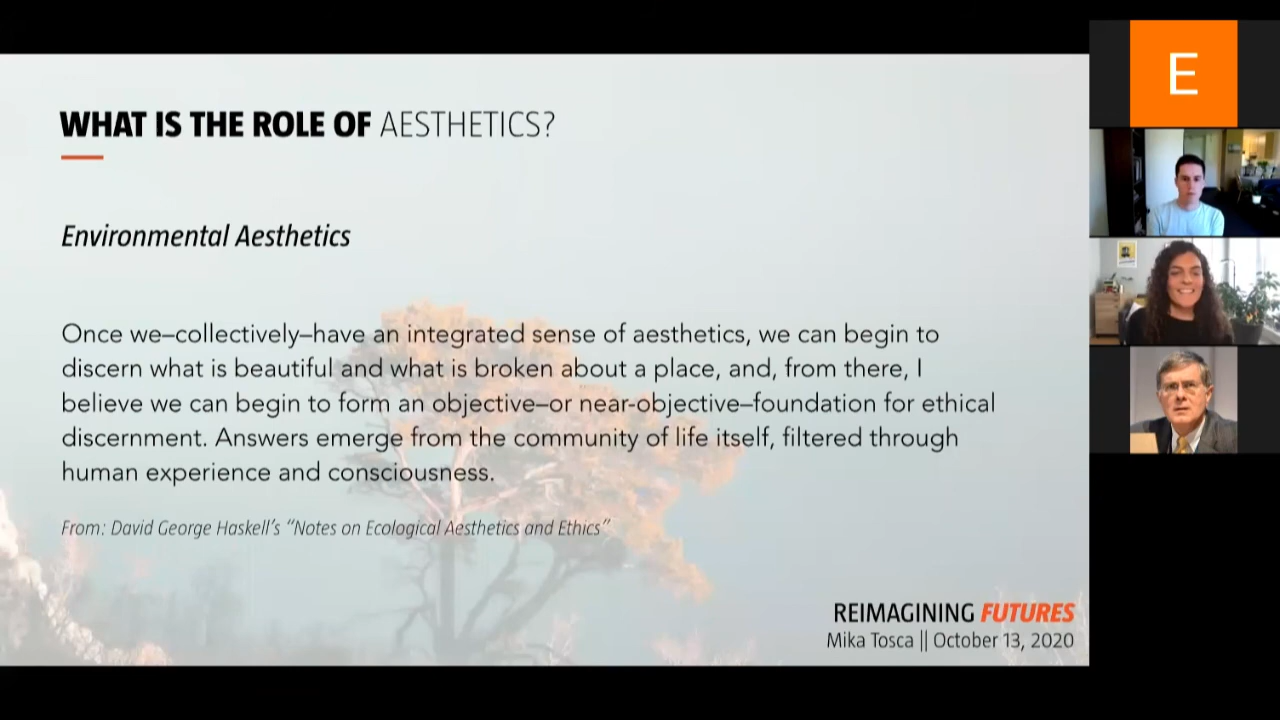 WHAT IS THE ROLE OF AESTHETICS?
Environmental Aesthetics
Once we–collectively–have an integrated sense of aesthetics, we can begin to
discern what is beautiful and what is broken about a place, and, from there, I
believe we can begin to form an objective–or near-objective–foundation for ethical
discernment. Answers emerge from the community of life itself, filtered through
human experience and consciousness.
From: David George Haskell's “Notes on Ecological Aesthetics and Ethics”
REIMAGINING FUTURES
Mika Tosca || October 13, 2020
E